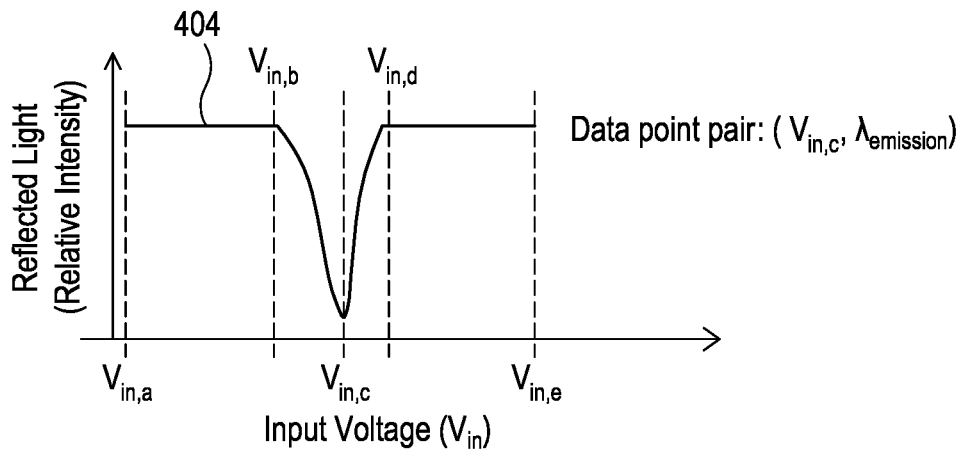 404
V_in,b
V_in,d
Reflected Light
(Relative Intensity)
Data point pair: ( V_in,c, λ_emission)
V_in,a
V_in,c
V_in,e
Input Voltage (V_in)